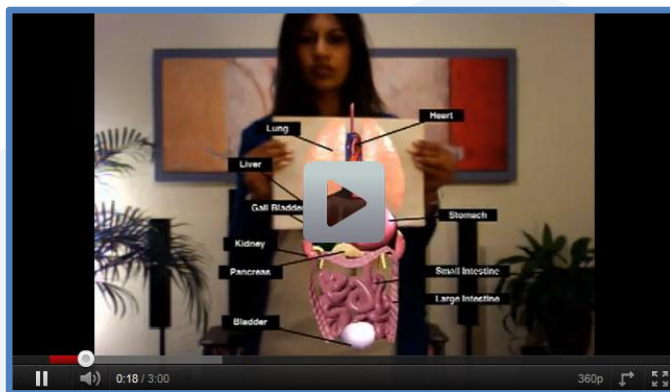 Heart
Lung
Liver
Gall Bladder
Stomach
Kidney
Pancreas
Small Intestine
Large Intestine
Bladder
0:18 / 3:00
360p